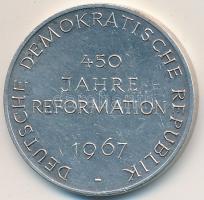 DEUTSCHE DEMOKRATISCHE REPUBLIK
450
JAHRE
REFORMATION
1967